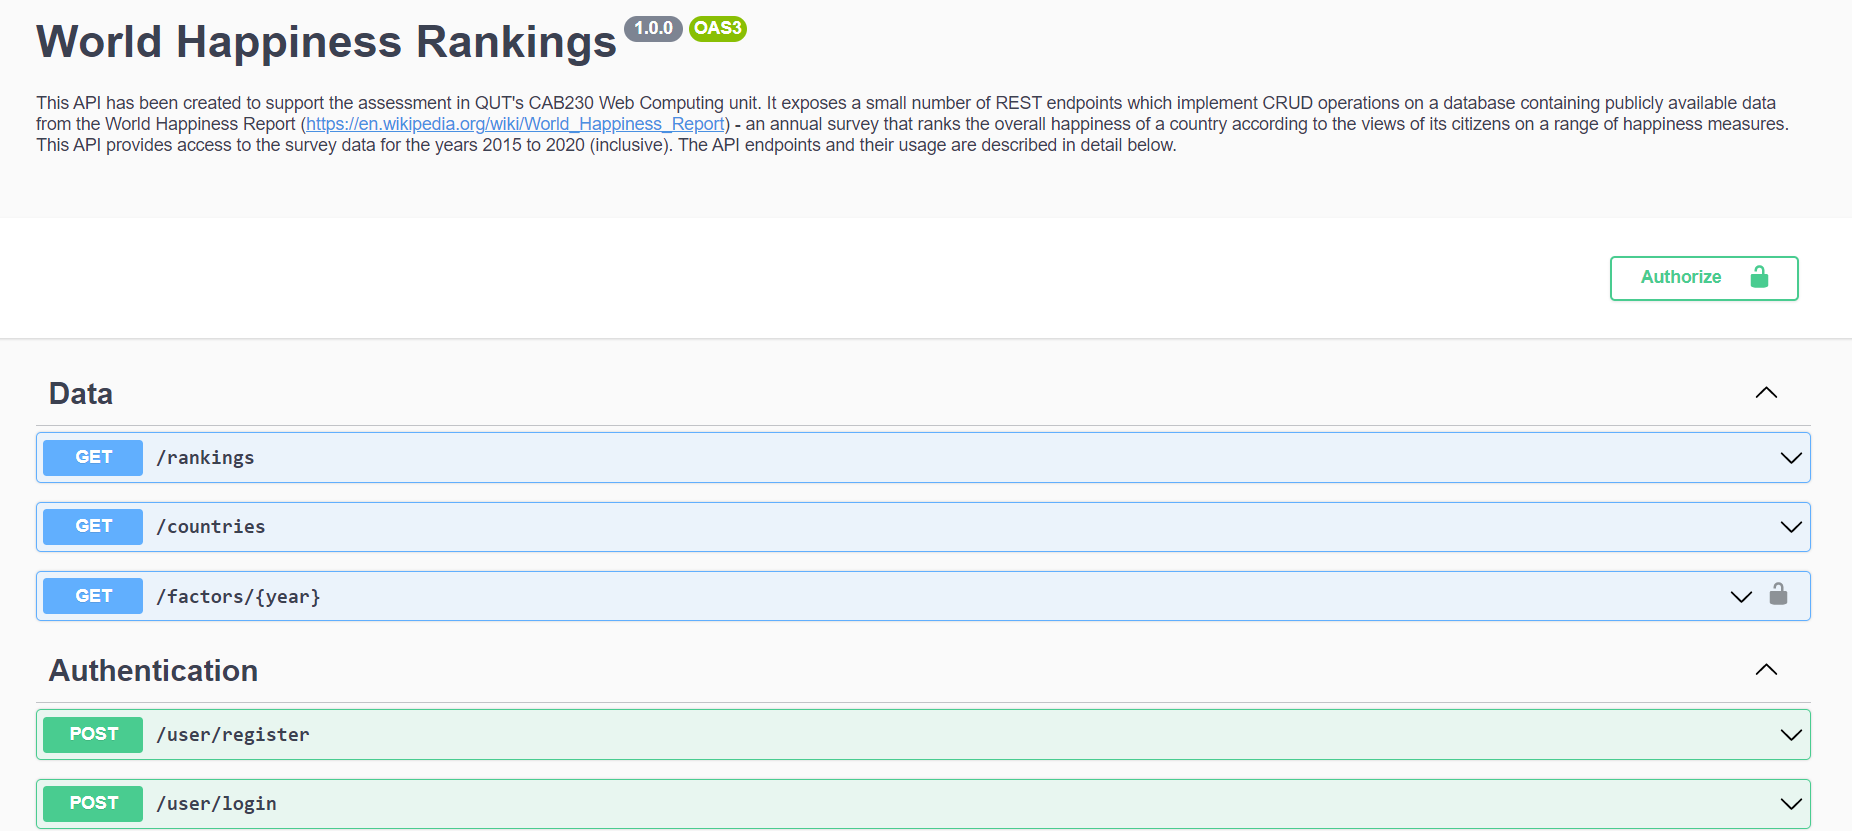 World Happiness Rankings 1.0.0 OAS3
This API has been created to support the assessment in QUT's CAB230 Web Computing unit. It exposes a small number of REST endpoints which implement CRUD operations on a database containing publicly available data
from the World Happiness Report (https://en.wikipedia.org/wiki/World_Happiness_Report) - an annual survey that ranks the overall happiness of a country according to the views of its citizens on a range of happiness measures.
This API provides access to the survey data for the years 2015 to 2020 (inclusive). The API endpoints and their usage are described in detail below.
Authorize
Data
GET /rankings
GET /countries
GET /factors/{year}
Authentication
POST /user/register
POST /user/login